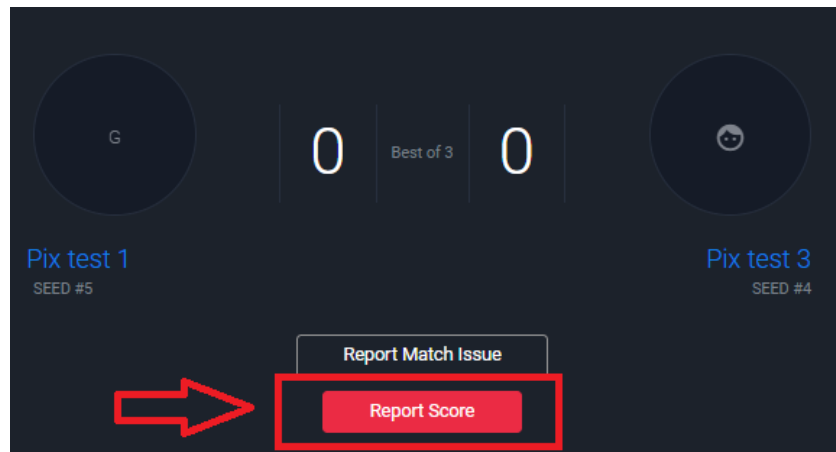 G
0
Best of 3
0
Pix test 1
Pix test 3
SEED #5
SEED #4
Report Match Issue
Report Score